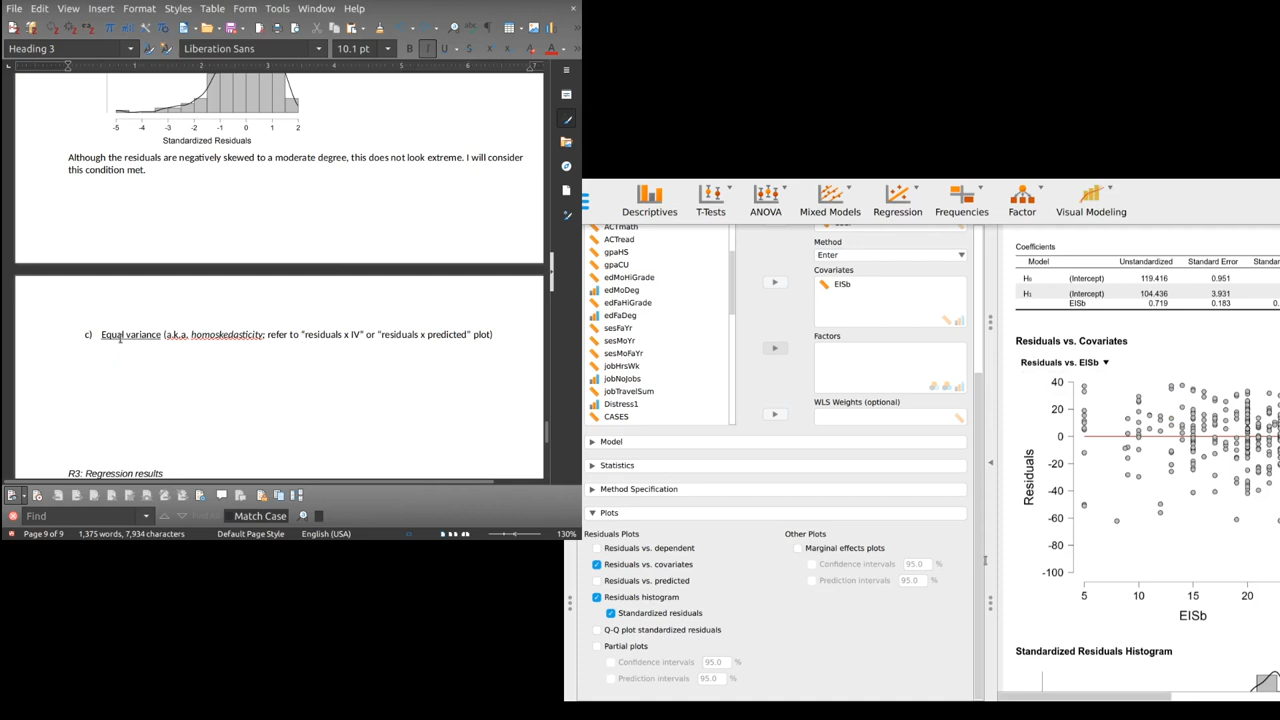 File Edit View Insert Format Styles Table Form Tools Window Help
Heading 3 Liberation Sans 10.1 pt B I U
1 2 3 4 5 6 7
-5 -4 -3 -2 -1 0 1 2
Standardized Residuals
Although the residuals are negatively skewed to a moderate degree, this does not look extreme. I will consider
this condition met.
c) Equal variance (a.k.a. homoskedasticity; refer to "residuals x IV" or "residuals x predicted" plot)
R3: Regression results
Find Match Case
Page 9 of 9 1,375 words, 7,934 characters Default Page Style English (USA) 130%
Descriptives T-Tests ANOVA Mixed Models Regression Frequencies Factor Visual Modeling
ACTmath
ACTread
gpaHS
gpaCU
edMoHiGrade
edMoDeg
edFaHiGrade
edFaDeg
sesFaYr
sesMoYr
sesMoFaYr
jobHrsWk
jobNoJobs
jobTravelSum
Distress1
CASES
Method
Enter
Covariates
EISb
Factors
WLS Weights (optional)
Model
Statistics
Method Specification
Plots
Residuals Plots
Residuals vs. dependent
Residuals vs. covariates
Residuals vs. predicted
Residuals histogram
Standardized residuals
Q-Q plot standardized residuals
Partial plots
Confidence intervals 95.0 %
Prediction intervals 95.0 %
Other Plots
Marginal effects plots
Confidence intervals 95.0 %
Prediction intervals 95.0 %
Coefficients
Model Unstandardized Standard Error Standa
H₀ (Intercept) 119.416 0.951
H₁ (Intercept) 104.436 3.931
EISb 0.719 0.183
Residuals vs. Covariates
Residuals vs. EISb
40
20
0
-20
-40
-60
-80
-100
Residuals
5 10 15 20
EISb
Standardized Residuals Histogram